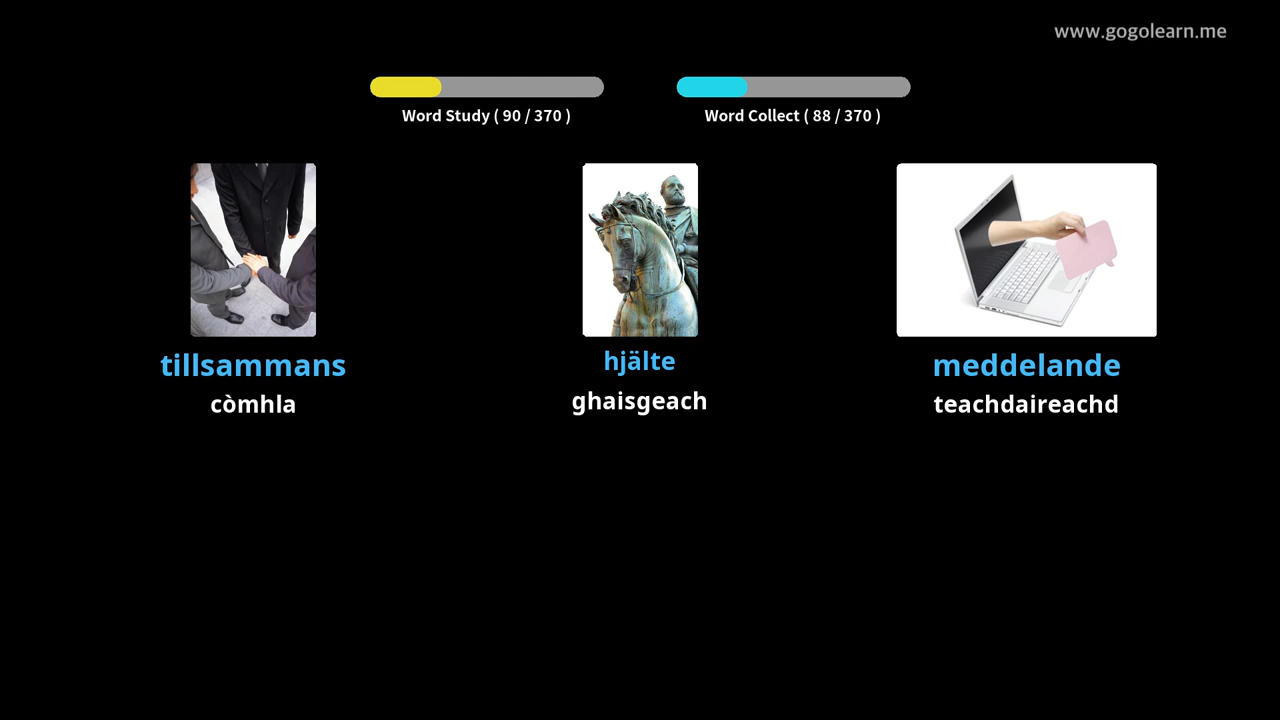 www.gogolearn.me
Word Study ( 90 / 370 )
Word Collect ( 88 / 370 )
tillsammans
còmhla
hjälte
ghaisgeach
meddelande
teachdaireachd